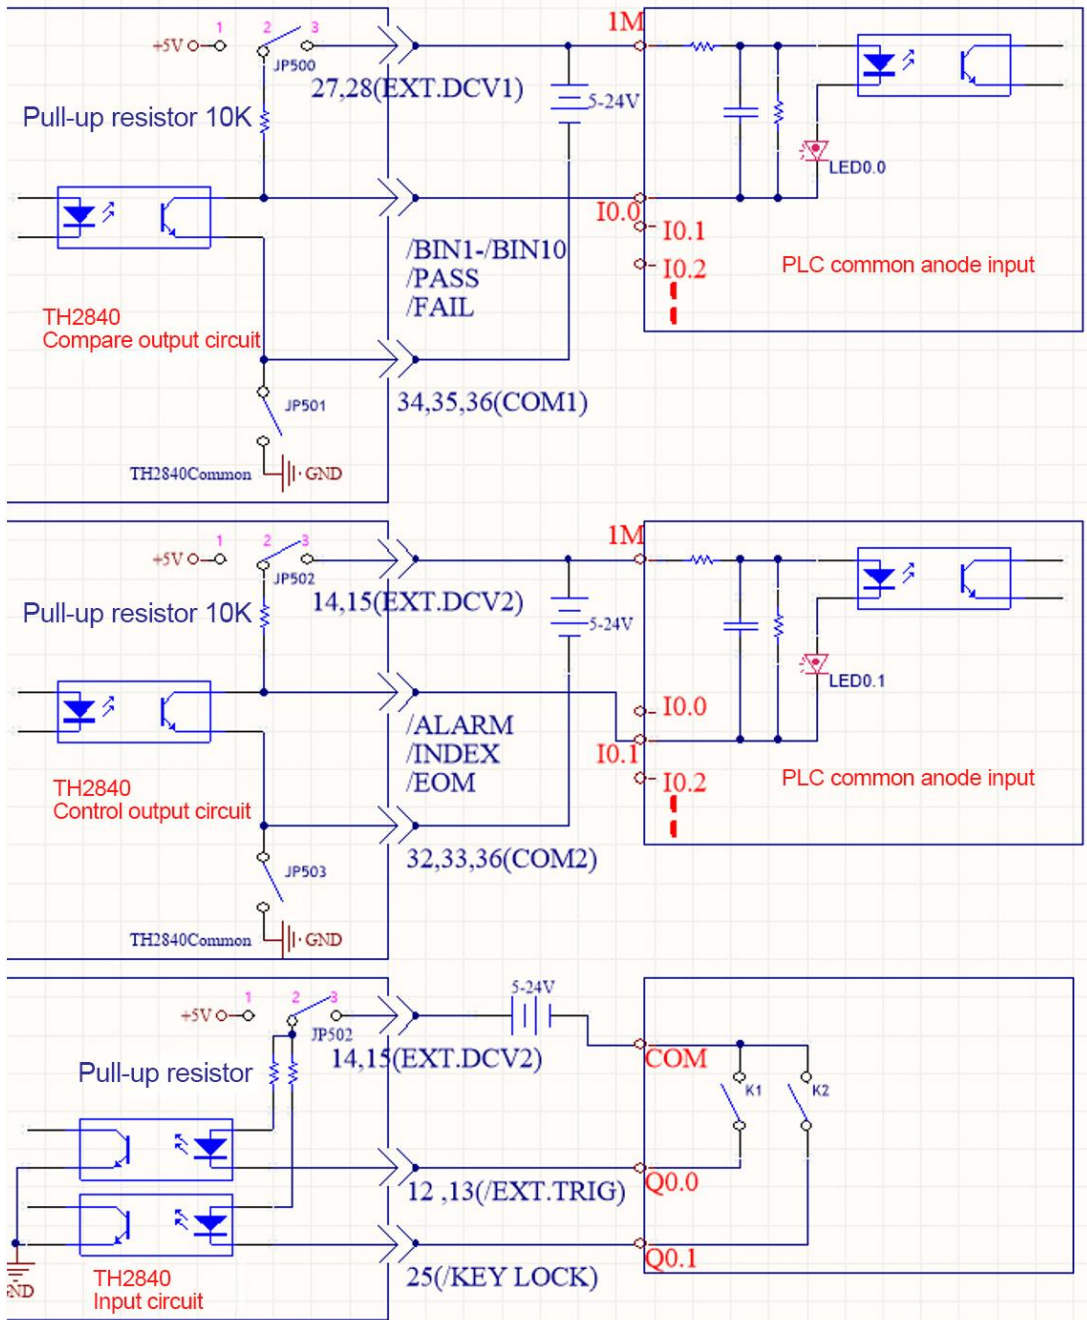 1
2
3
1M
+5V
JP500
27,28(EXT.DCV1)
5-24V
Pull-up resistor 10K
LED0.0
I0.0
I0.1
/BIN1-/BIN10
I0.2
PLC common anode input
/PASS
/FAIL
TH2840
Compare output circuit
JP501
34,35,36(COM1)
TH2840Common
GND
1
2
3
1M
+5V
JP502
14,15(EXT.DCV2)
Pull-up resistor 10K
5-24V
LED0.1
I0.0
/ALARM
/INDEX
I0.1
/EOM
I0.2
PLC common anode input
TH2840
Control output circuit
32,33,36(COM2)
JP503
TH2840Common
GND
5-24V
1
2
3
+5V
JP502
14,15(EXT.DCV2)
COM
Pull-up resistor
K1
K2
12 ,13(/EXT.TRIG)
Q0.0
Q0.1
25(/KEY LOCK)
TH2840
Input circuit